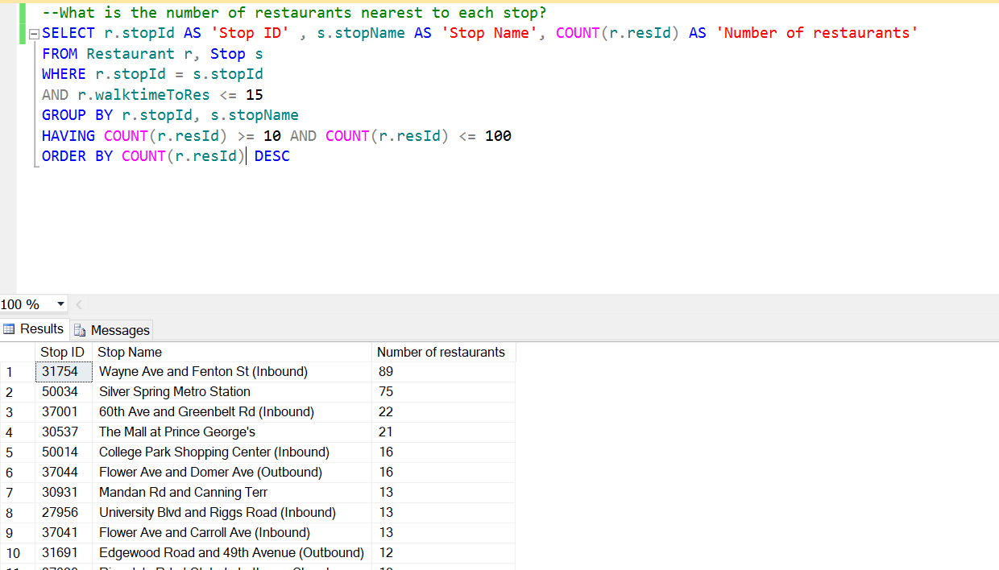 --What is the number of restaurants nearest to each stop?
SELECT r.stopId AS 'Stop ID' , s.stopName AS 'Stop Name', COUNT(r.resId) AS 'Number of restaurants'
FROM Restaurant r, Stop s
WHERE r.stopId = s.stopId
AND r.walktimeToRes <= 15
GROUP BY r.stopId, s.stopName
HAVING COUNT(r.resId) >= 10 AND COUNT(r.resId) <= 100
ORDER BY COUNT(r.resId) DESC
100 %
Results Messages
Stop ID Stop Name Number of restaurants
1 31754 Wayne Ave and Fenton St (Inbound) 89
2 50034 Silver Spring Metro Station 75
3 37001 60th Ave and Greenbelt Rd (Inbound) 22
4 30537 The Mall at Prince George's 21
5 50014 College Park Shopping Center (Inbound) 16
6 37044 Flower Ave and Domer Ave (Outbound) 16
7 30931 Mandan Rd and Canning Terr 13
8 27956 University Blvd and Riggs Road (Inbound) 13
9 37041 Flower Ave and Carroll Ave (Inbound) 13
10 31691 Edgewood Road and 49th Avenue (Outbound) 12